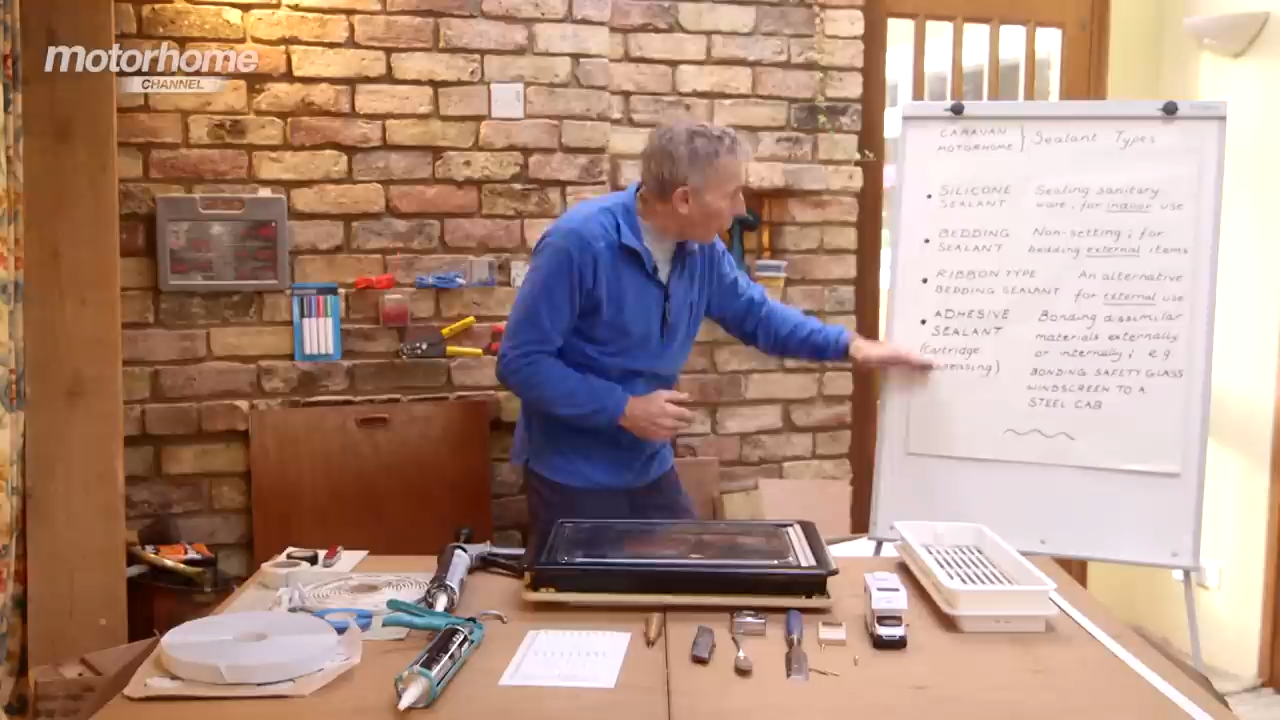 motorhome
CHANNEL
CARAVAN MOTORHOME } Sealant Types
• SILICONE SEALANT
Sealing sanitary
ware, for indoor use
• BEDDING SEALANT
Non-setting; for
bedding external items
• RIBBON TYPE
BEDDING SEALANT
An alternative
for external use
• ADHESIVE
SEALANT
(Cartridge
Bonding dissimilar
materials externally
or internally; e.g.
BONDING SAFETY GLASS
WINDSCREEN TO A
STEEL CAB